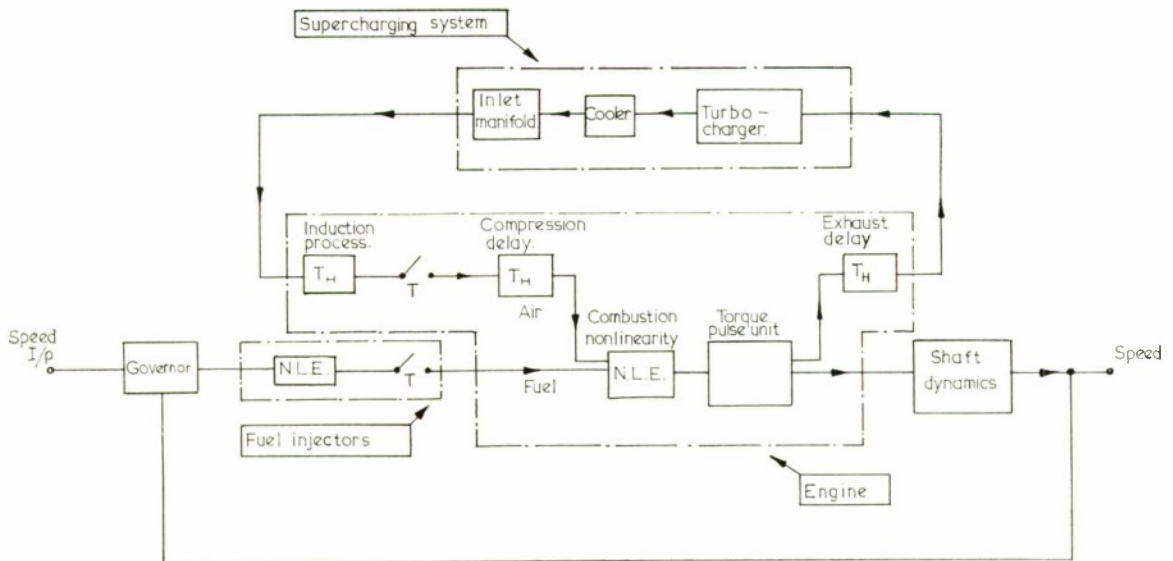 Supercharging system
Inlet
manifold
Cooler
Turbo-
charger.
Induction
process.
Compression
delay.
Exhaust
delay
T_H
T
T_H
Air
T_H
Combustion
nonlinearity
Torque
pulse unit
Speed
I/p
Governor
N.L.E.
T
Fuel
N.L.E.
Shaft
dynamics
Speed
Fuel injectors
Engine